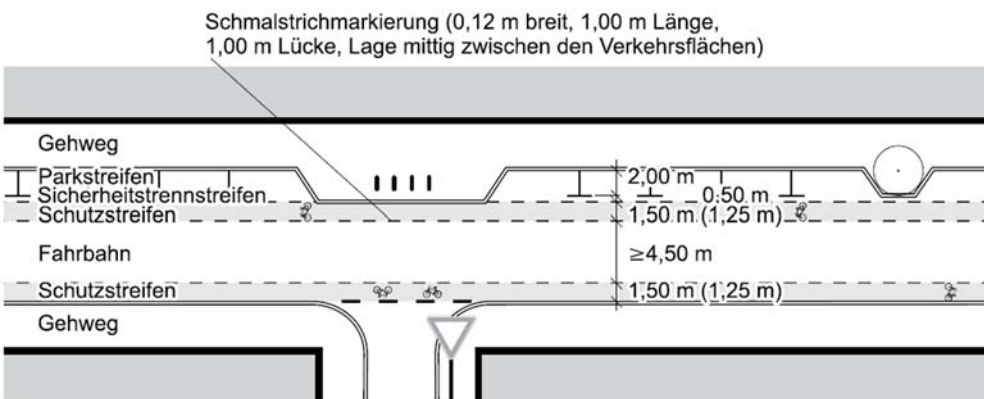 Schmalstrichmarkierung (0,12 m breit, 1,00 m Länge,
1,00 m Lücke, Lage mittig zwischen den Verkehrsflächen)
Gehweg
Parkstreifen 2,00 m
Sicherheitstrennstreifen 0,50 m
Schutzstreifen 1,50 m (1,25 m)
Fahrbahn ≥4,50 m
Schutzstreifen 1,50 m (1,25 m)
Gehweg